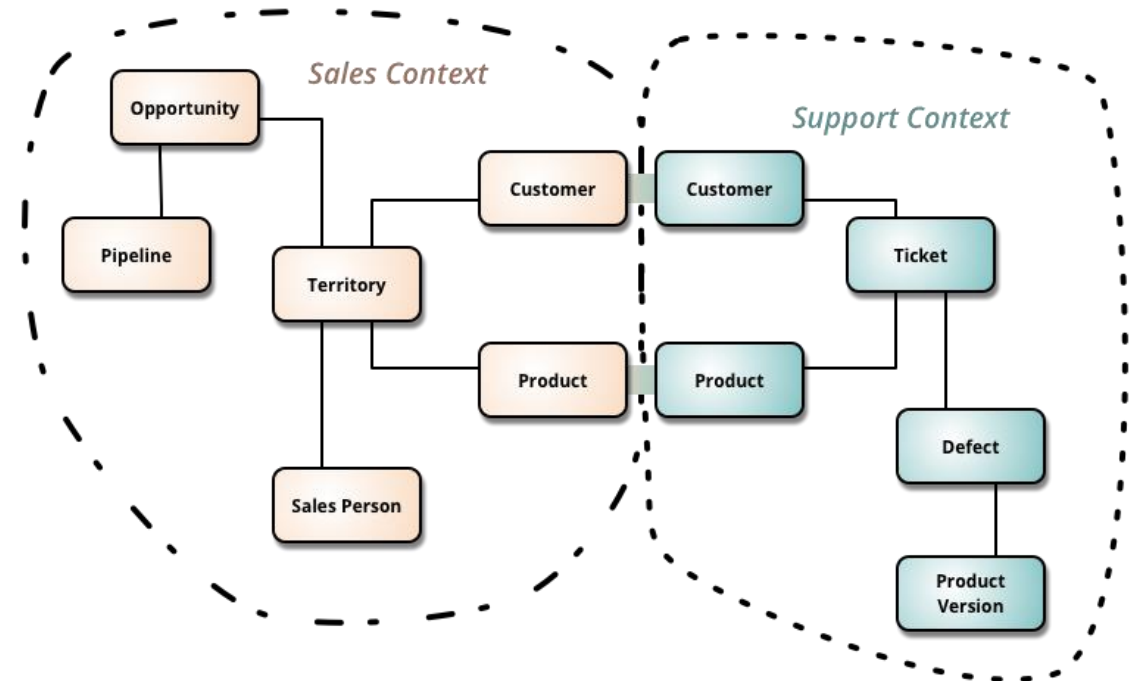 Sales Context
Opportunity
Support Context
Customer
Customer
Pipeline
Ticket
Territory
Product
Product
Defect
Sales Person
Product
Version